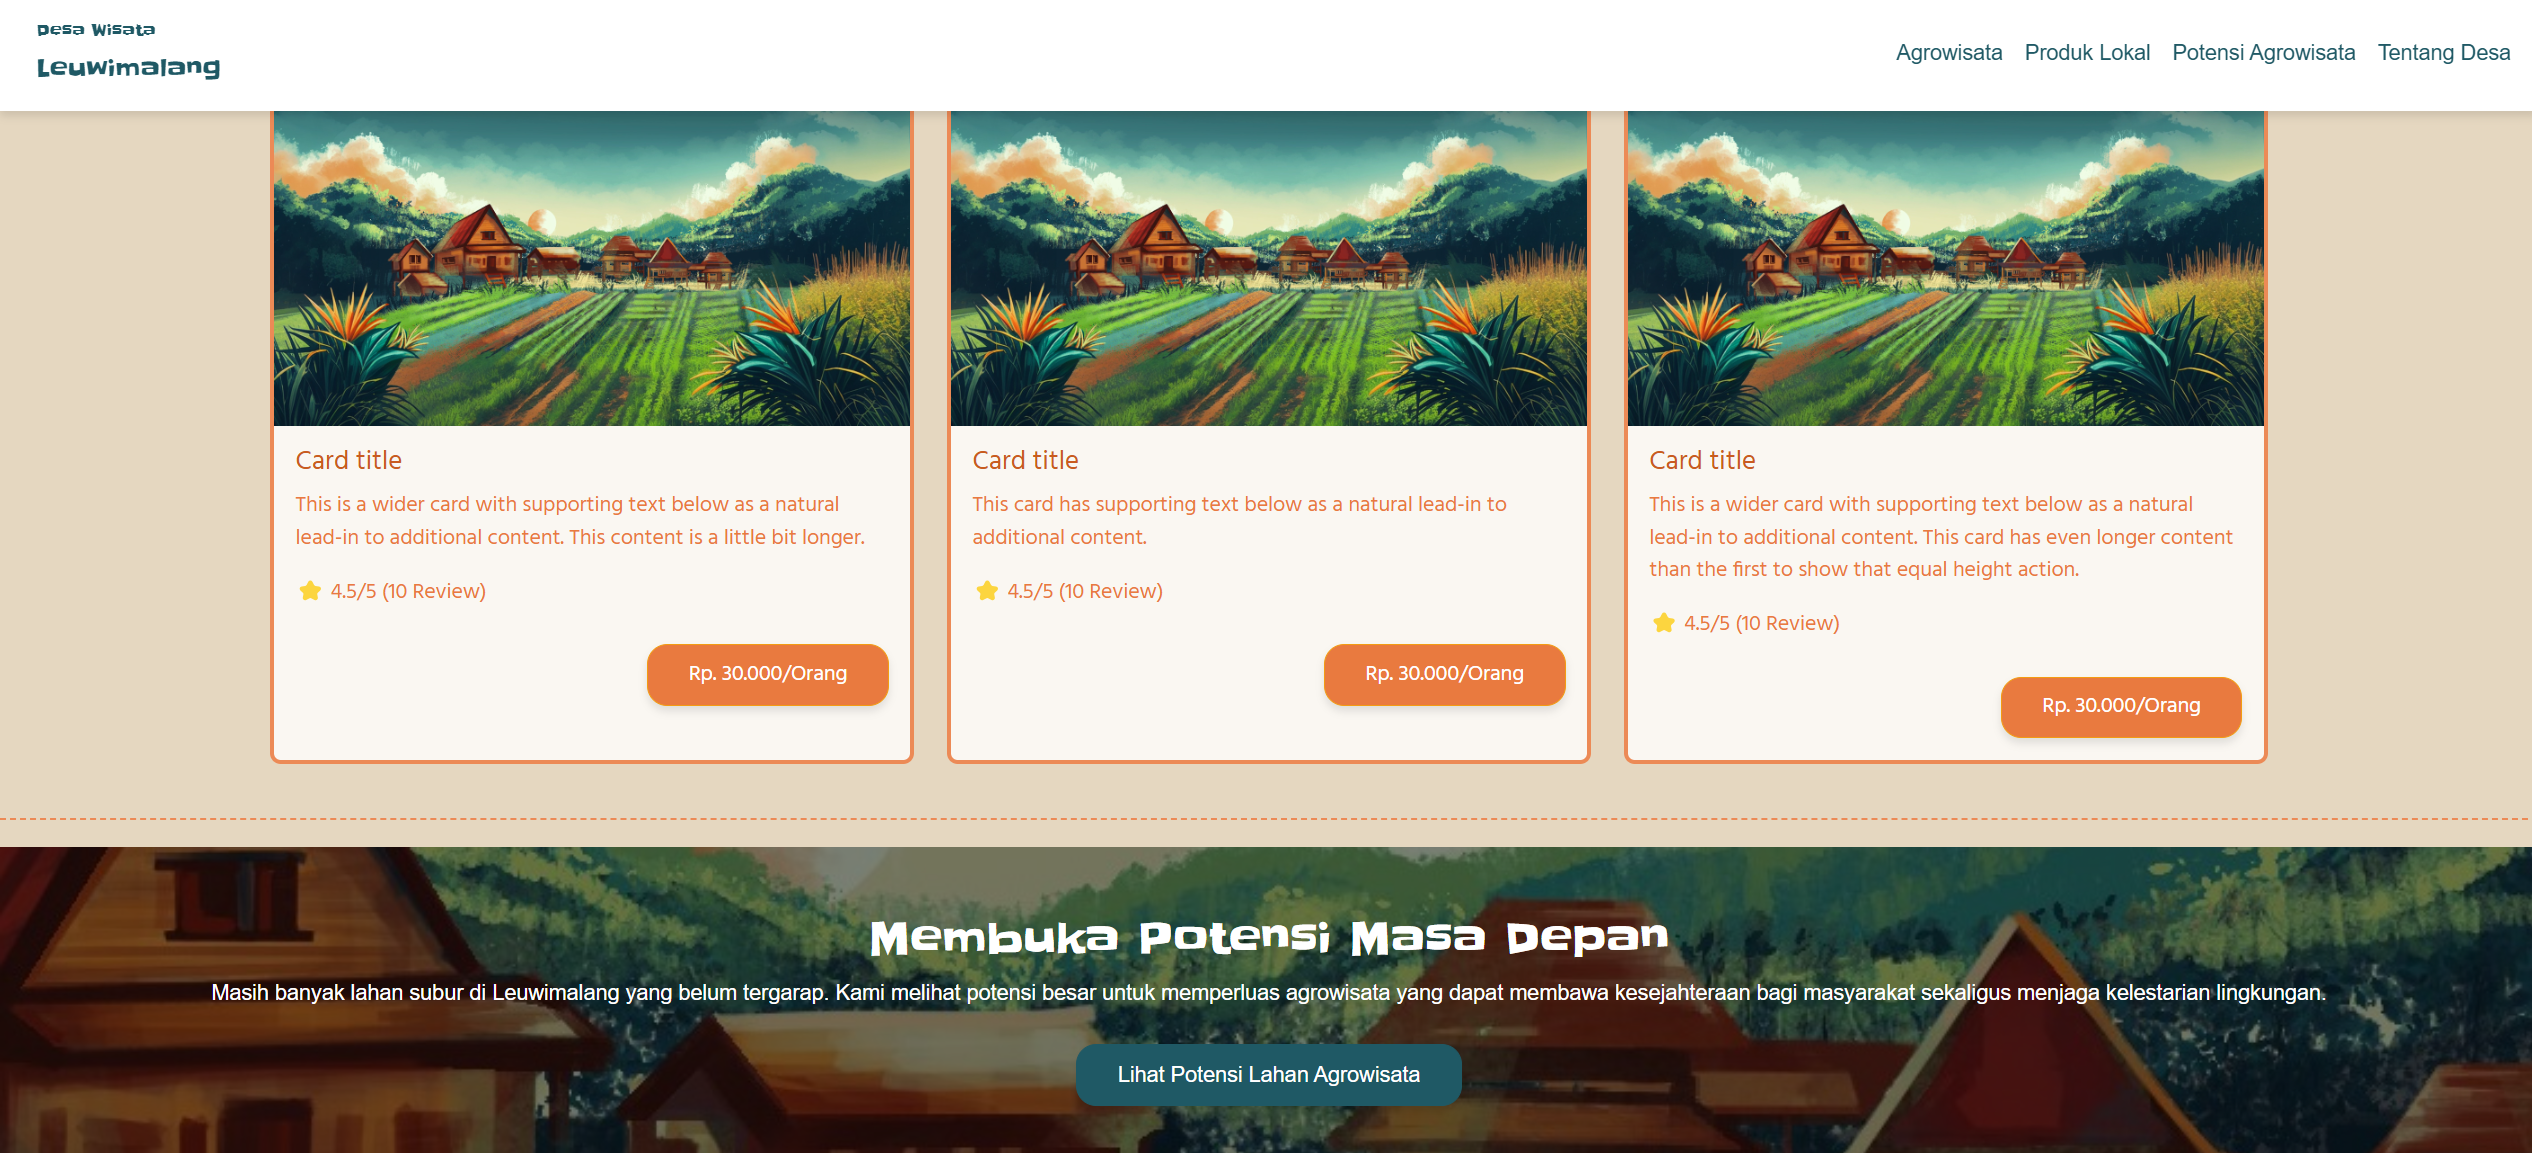 Desa Wisata
Leuwimalang
Agrowisata Produk Lokal Potensi Agrowisata Tentang Desa
Card title
This is a wider card with supporting text below as a natural
lead-in to additional content. This content is a little bit longer.
4.5/5 (10 Review)
Rp. 30.000/Orang
Card title
This card has supporting text below as a natural lead-in to
additional content.
4.5/5 (10 Review)
Rp. 30.000/Orang
Card title
This is a wider card with supporting text below as a natural
lead-in to additional content. This card has even longer content
than the first to show that equal height action.
4.5/5 (10 Review)
Rp. 30.000/Orang
Membuka Potensi Masa Depan
Masih banyak lahan subur di Leuwimalang yang belum tergarap. Kami melihat potensi besar untuk memperluas agrowisata yang dapat membawa kesejahteraan bagi masyarakat sekaligus menjaga kelestarian lingkungan.
Lihat Potensi Lahan Agrowisata